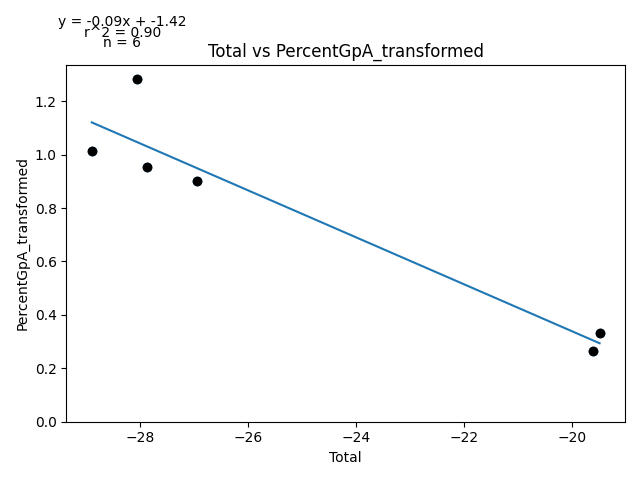 y = -0.09x + -1.42
r^2 = 0.90
n = 6
Total vs PercentGpA_transformed
1.2
1.0
0.8
0.6
0.4
0.2
0.0
PercentGpA_transformed
−28
−26
−24
−22
−20
Total